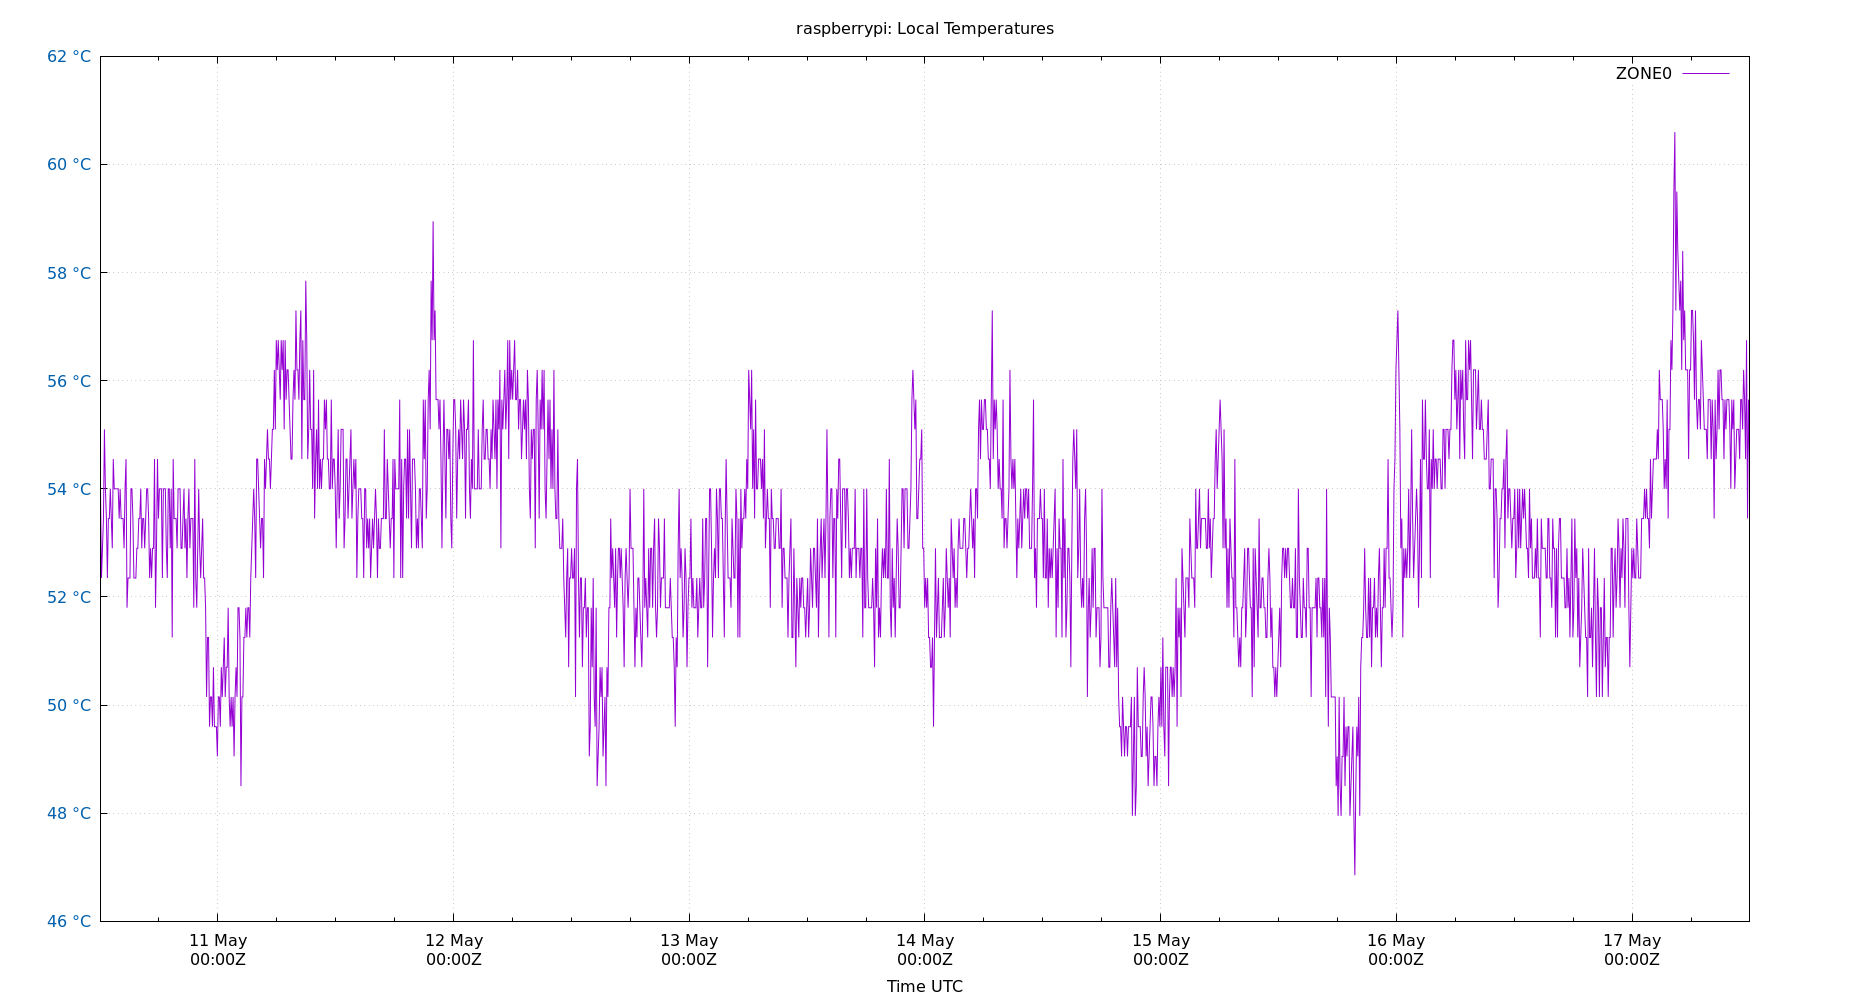 raspberrypi: Local Temperatures
62 °C
ZONE0
60 °C
58 °C
56 °C
54 °C
52 °C
50 °C
48 °C
46 °C
11 May 12 May 13 May 14 May 15 May 16 May 17 May
00:00Z 00:00Z 00:00Z 00:00Z 00:00Z 00:00Z 00:00Z
Time UTC